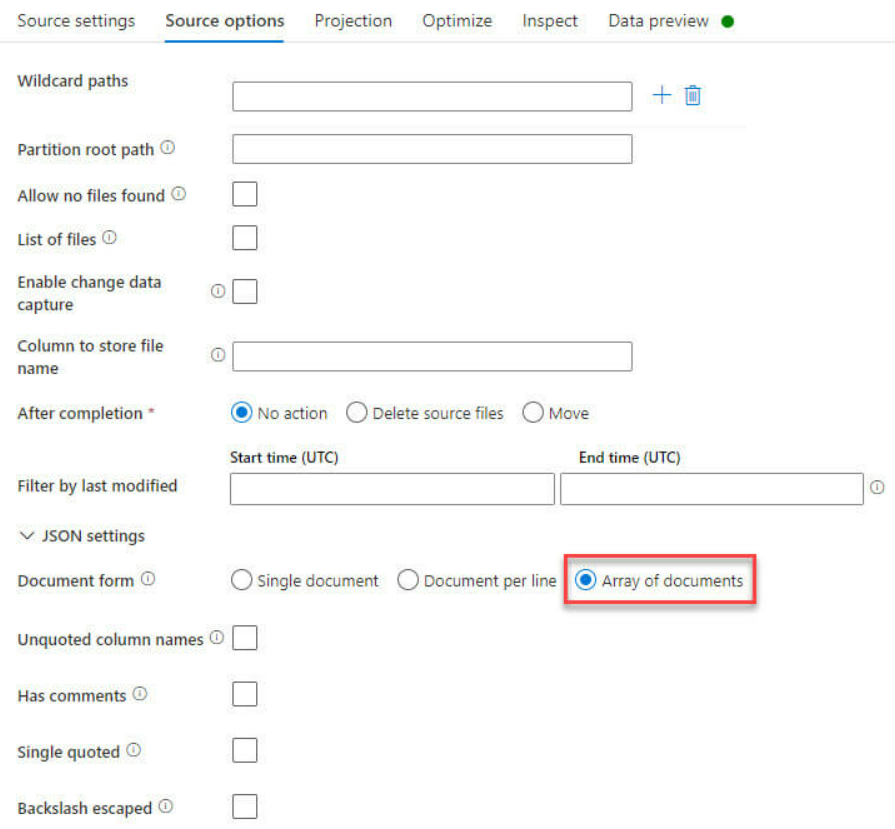 Source settings Source options Projection Optimize Inspect Data preview
Wildcard paths
Partition root path
Allow no files found
List of files
Enable change data
capture
Column to store file
name
After completion * No action Delete source files Move
Start time (UTC) End time (UTC)
Filter by last modified
JSON settings
Document form Single document Document per line Array of documents
Unquoted column names
Has comments
Single quoted
Backslash escaped